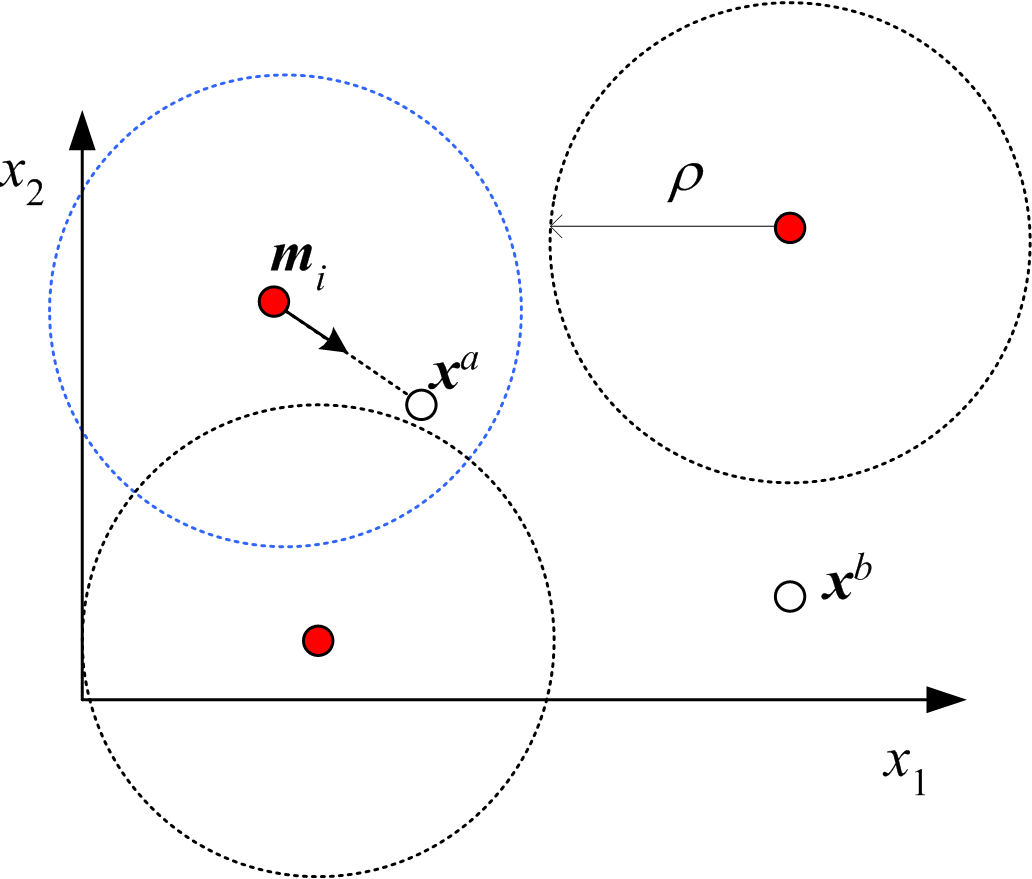 ρ
x₂
mᵢ
xᵃ
xᵇ
x₁